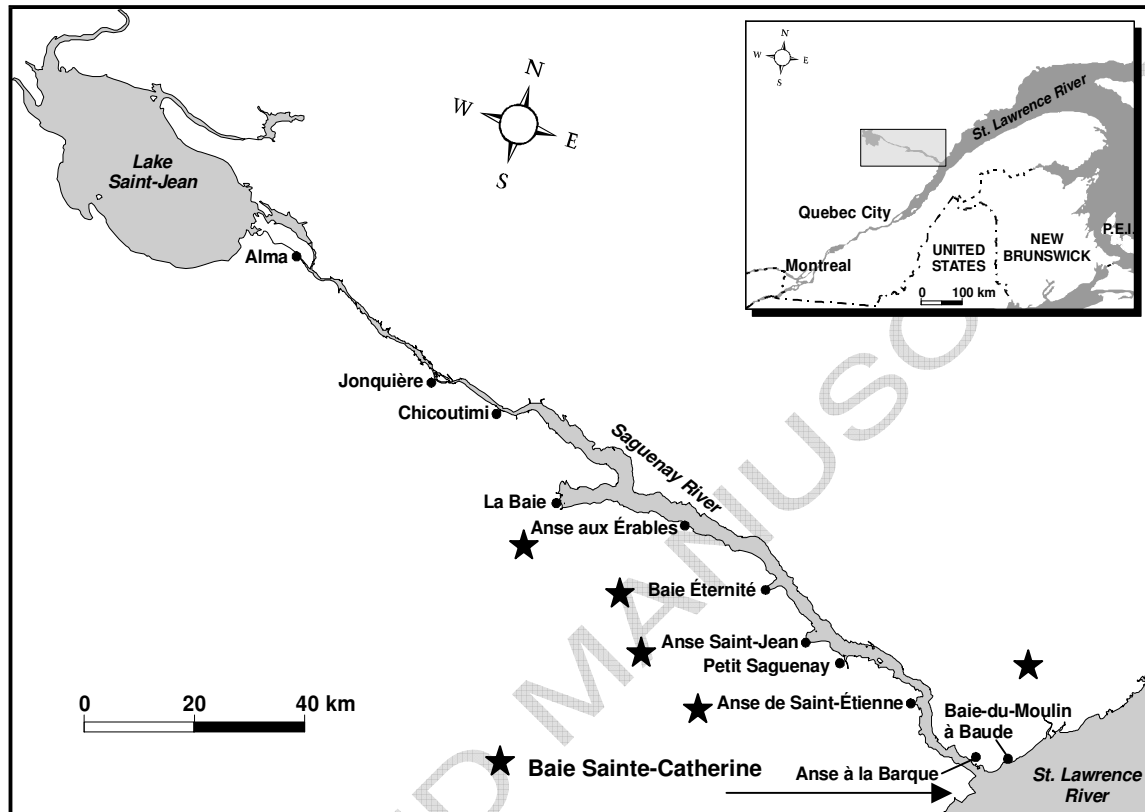 N
W
E
S
Lake
Saint-Jean
Alma
Jonquière
Chicoutimi
Saguenay River
La Baie
Anse aux Érables
Baie Éternité
Anse Saint-Jean
Petit Saguenay
Anse de Saint-Étienne
Baie-du-Moulin
à Baude
Baie Sainte-Catherine
Anse à la Barque
St. Lawrence
River
0 20 40 km
N
W
E
S
St. Lawrence River
Quebec City
Montreal
UNITED
STATES
NEW
BRUNSWICK
P.E.I.
0 100 km
D MANUSC